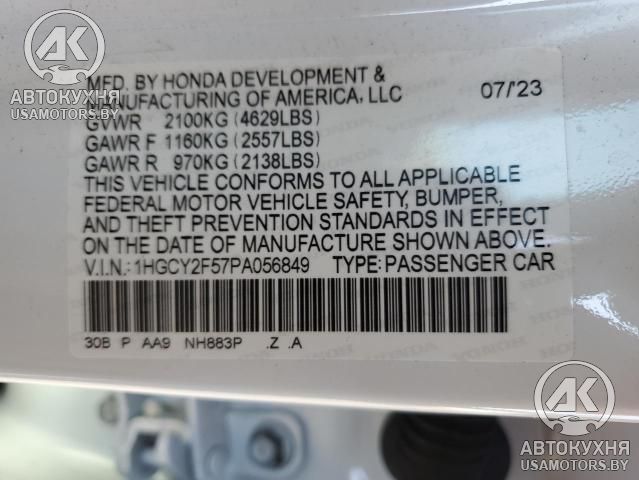 АК
АВТОКУХНЯ
USAMOTORS.BY
MFD. BY HONDA DEVELOPMENT &
MANUFACTURING OF AMERICA, LLC 07/'23
GVWR 2100KG (4629LBS)
GAWR F 1160KG (2557LBS)
GAWR R 970KG (2138LBS)
THIS VEHICLE CONFORMS TO ALL APPLICABLE
FEDERAL MOTOR VEHICLE SAFETY, BUMPER,
AND THEFT PREVENTION STANDARDS IN EFFECT
ON THE DATE OF MANUFACTURE SHOWN ABOVE.
V.I.N.: 1HGCY2F57PA056849 TYPE: PASSENGER CAR
30B P AA9 NH883P .Z .A
АК
АВТОКУХНЯ
USAMOTORS.BY